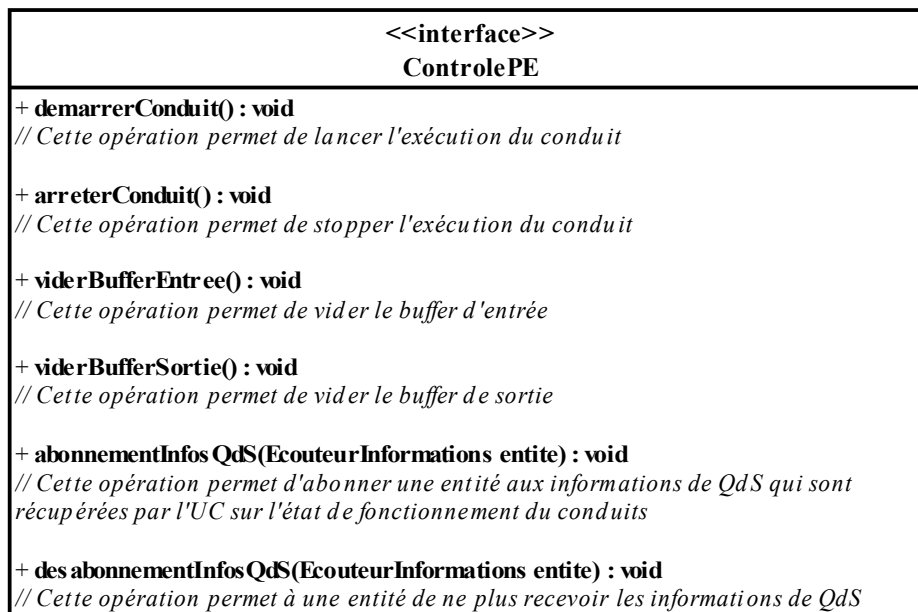 <<interface>>
ControlePE
+ demarrerConduit() : void
// Cette opération permet de lancer l'exécution du conduit
+ arreterConduit() : void
// Cette opération permet de stopper l'exécution du conduit
+ viderBufferEntree() : void
// Cette opération permet de vider le buffer d'entrée
+ viderBufferSortie() : void
// Cette opération permet de vider le buffer de sortie
+ abonnementInfosQdS(EcouteurInformations entite) : void
// Cette opération permet d'abonner une entité aux informations de QdS qui sont
récupérées par l'UC sur l'état de fonctionnement du conduits
+ desabonnementInfosQdS(EcouteurInformations entite) : void
// Cette opération permet à une entité de ne plus recevoir les informations de QdS